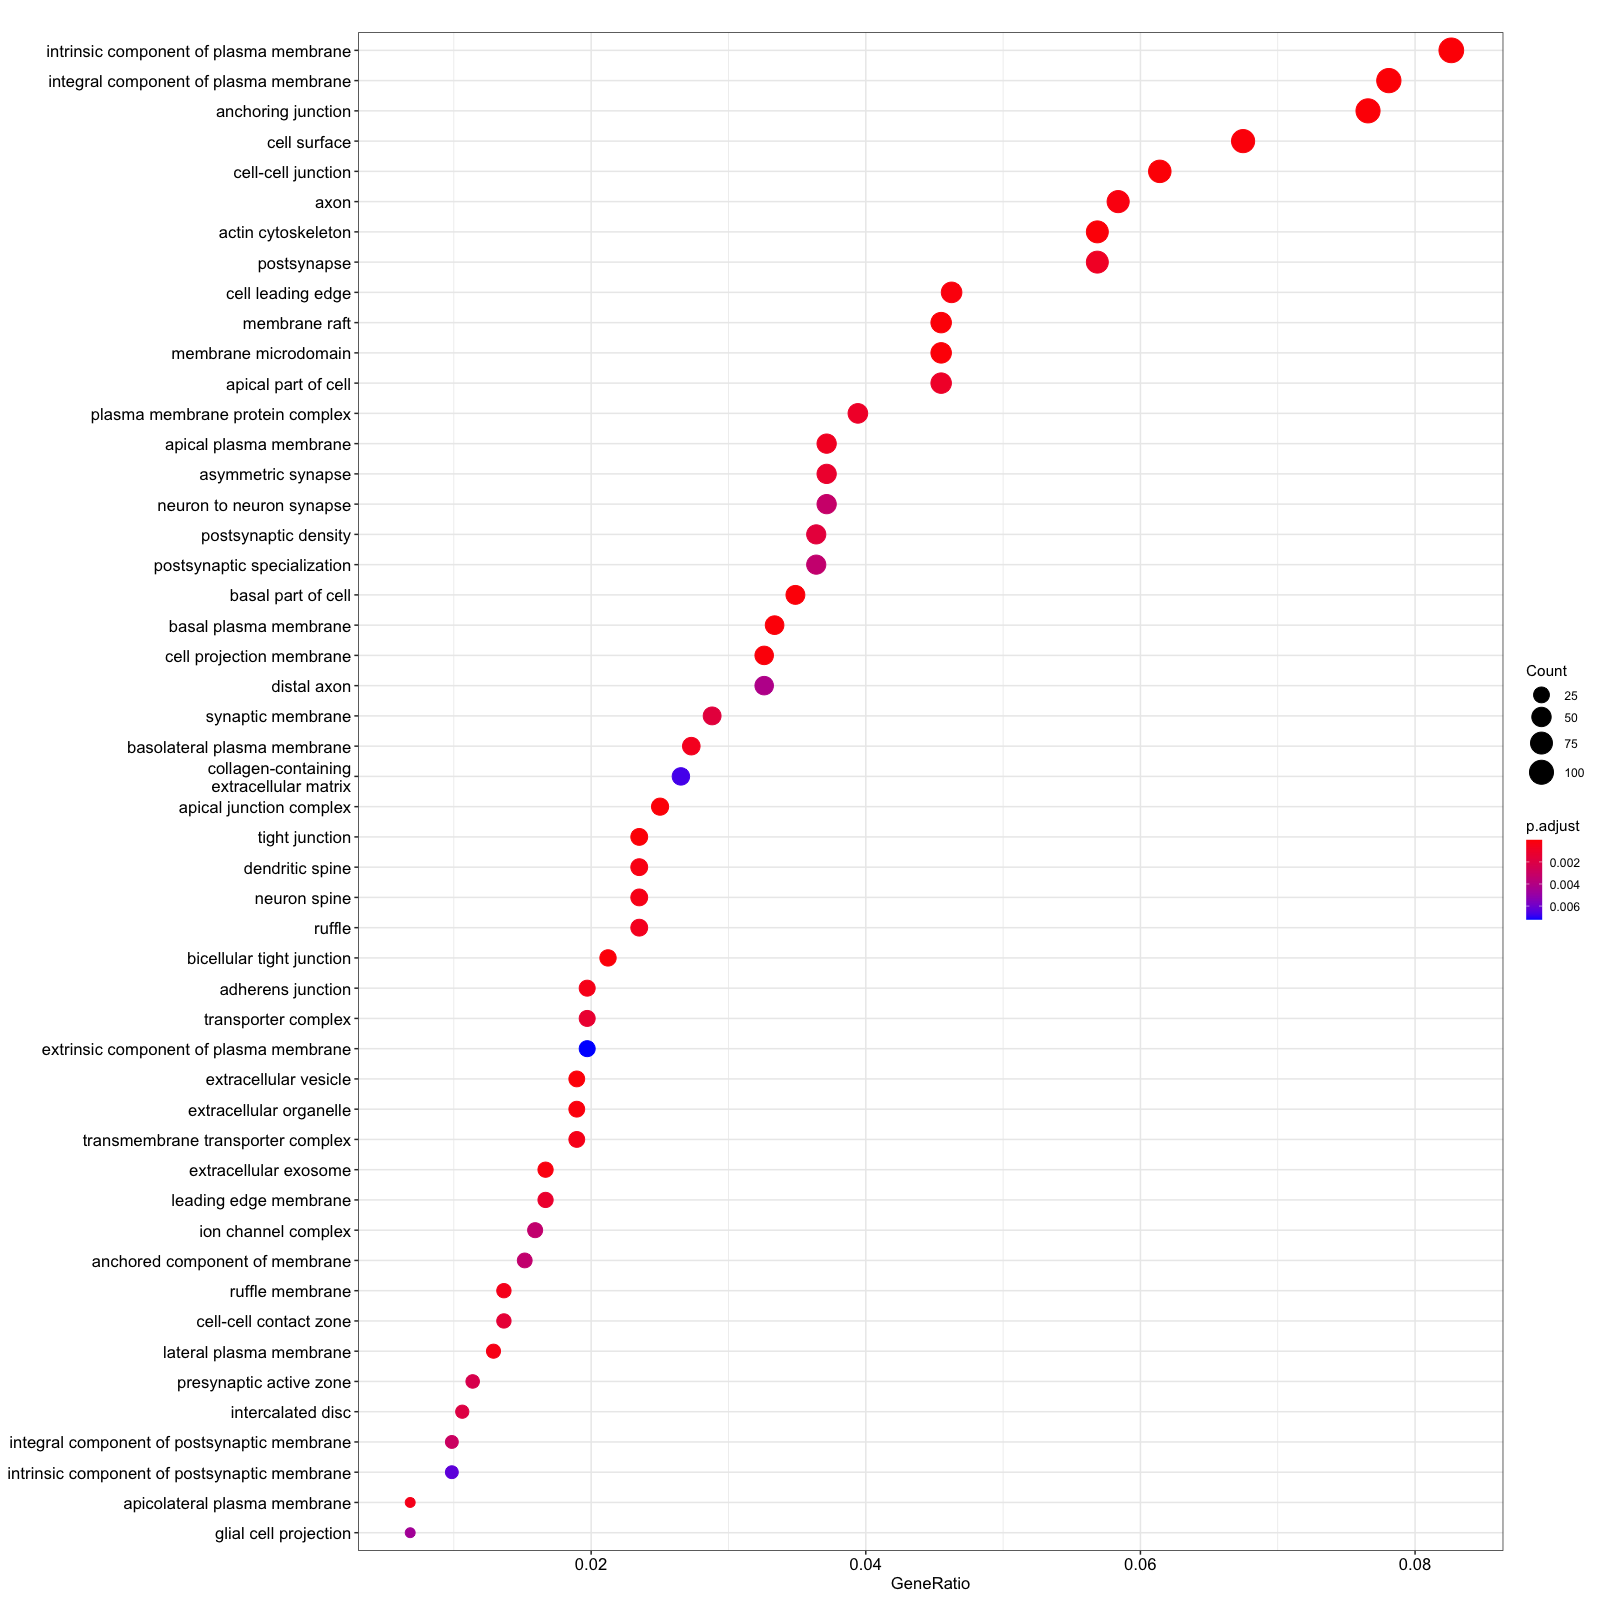 intrinsic component of plasma membrane
integral component of plasma membrane
anchoring junction
cell surface
cell-cell junction
axon
actin cytoskeleton
postsynapse
cell leading edge
membrane raft
membrane microdomain
apical part of cell
plasma membrane protein complex
apical plasma membrane
asymmetric synapse
neuron to neuron synapse
postsynaptic density
postsynaptic specialization
basal part of cell
basal plasma membrane
cell projection membrane
distal axon
synaptic membrane
basolateral plasma membrane
collagen-containing
extracellular matrix
apical junction complex
tight junction
dendritic spine
neuron spine
ruffle
bicellular tight junction
adherens junction
transporter complex
extrinsic component of plasma membrane
extracellular vesicle
extracellular organelle
transmembrane transporter complex
extracellular exosome
leading edge membrane
ion channel complex
anchored component of membrane
ruffle membrane
cell-cell contact zone
lateral plasma membrane
presynaptic active zone
intercalated disc
integral component of postsynaptic membrane
intrinsic component of postsynaptic membrane
apicolateral plasma membrane
glial cell projection
0.02 0.04 0.06 0.08
GeneRatio
Count
25
50
75
100
p.adjust
0.002
0.004
0.006